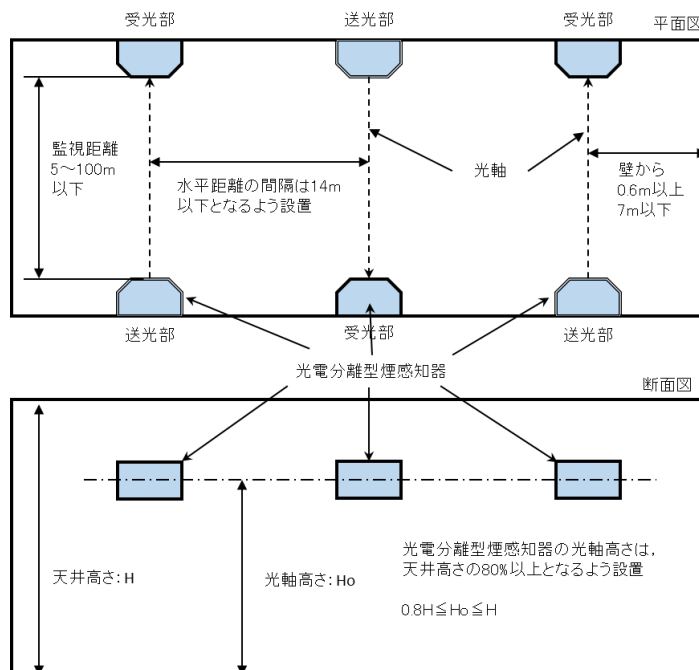 受光部
送光部
受光部
平面図
監視距離
5～100m
以下
水平距離の間隔は14m
以下となるよう設置
光軸
壁から
0.6m以上
7m以下
送光部
受光部
送光部
光電分離型煙感知器
断面図
天井高さ：H
光軸高さ：Ho
光電分離型煙感知器の光軸高さは，
天井高さの80%以上となるよう設置
0.8H≦Ho≦H